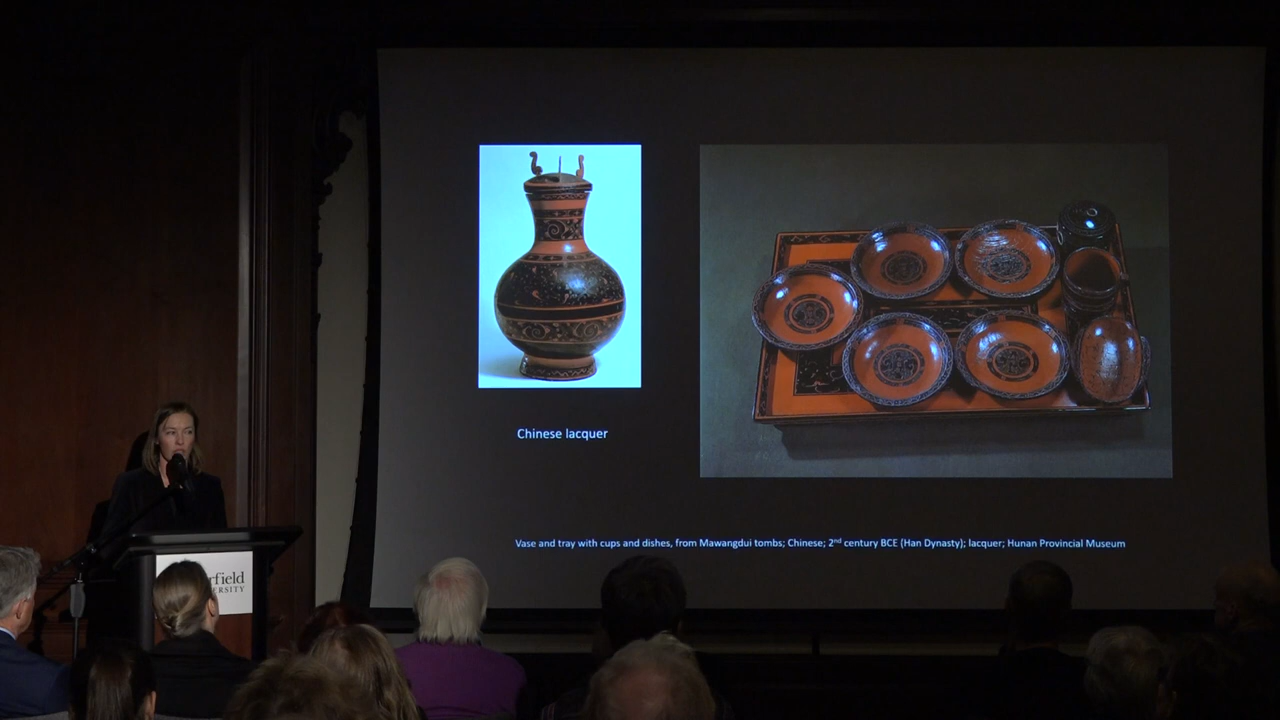 Chinese lacquer
Vase and tray with cups and dishes, from Mawangdui tombs; Chinese; 2nd century BCE (Han Dynasty); lacquer; Hunan Provincial Museum
rfield
ERSITY